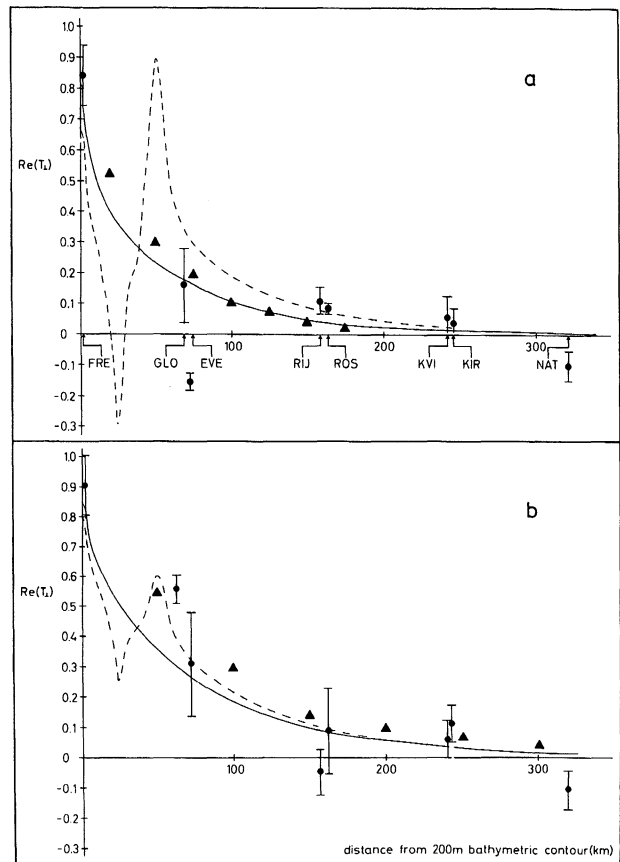 a
1.0
0.9
0.8
0.7
0.6
Re(T⊥)
0.5
0.4
0.3
0.2
0.1
0
100
200
300
FRE
GLO
EVE
RIJ
ROS
KVI
KIR
NAT
-0.1
-0.2
-0.3
b
1.0
0.9
0.8
0.7
0.6
Re(T⊥)
0.5
0.4
0.3
0.2
0.1
0
100
200
300
-0.1
-0.2
-0.3
distance from 200m bathymetric contour(km)